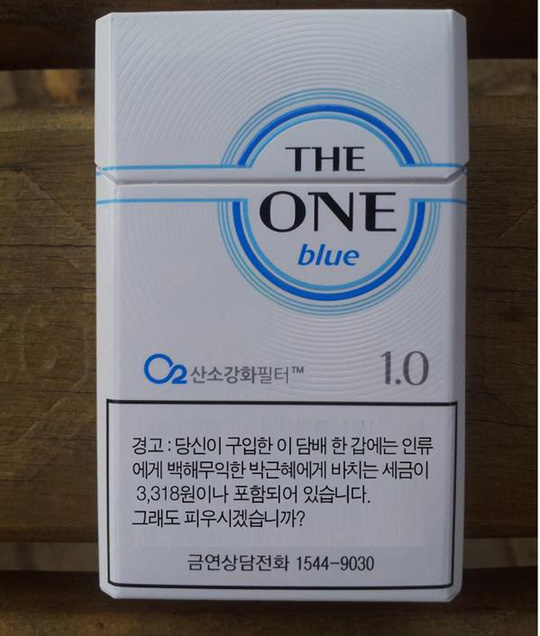 THE
ONE
blue
O2 산소강화필터™ 1.0
경고 : 당신이 구입한 이 담배 한 갑에는 인류
에게 백해무익한 박근혜에게 바치는 세금이
3,318원이나 포함되어 있습니다.
그래도 피우시겠습니까?
금연상담전화 1544-9030